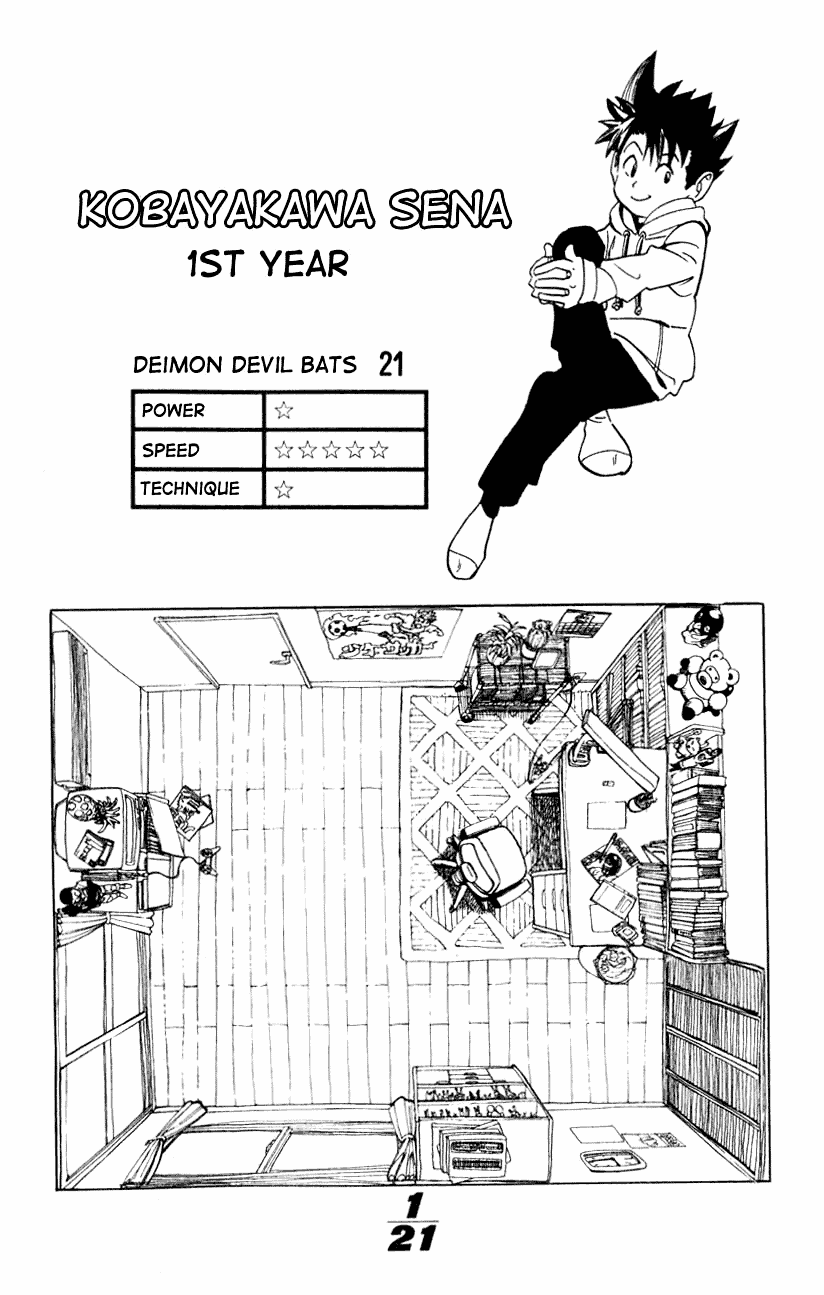 KOBAYAKAWA SENA
1ST YEAR
DEIMON DEVIL BATS 21
POWER ☆
SPEED ☆☆☆☆☆
TECHNIQUE ☆
1
21